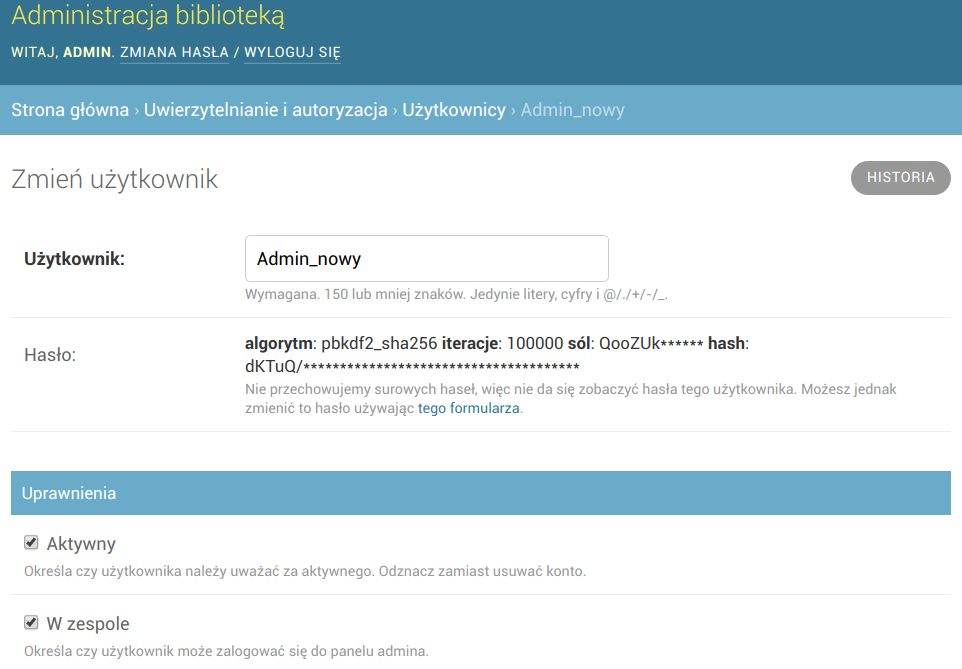 Administracja biblioteką
WITAJ, ADMIN. ZMIANA HASŁA / WYLOGUJ SIĘ
Strona główna › Uwierzytelnianie i autoryzacja › Użytkownicy › Admin_nowy
Zmień użytkownik
HISTORIA
Użytkownik:
Admin_nowy
Wymagana. 150 lub mniej znaków. Jedynie litery, cyfry i @/./+/-/_.
Hasło:
algorytm: pbkdf2_sha256 iteracje: 100000 sól: QooZUk****** hash:
dKTuQ/**************************************
Nie przechowujemy surowych haseł, więc nie da się zobaczyć hasła tego użytkownika. Możesz jednak
zmienić to hasło używając tego formularza.
Uprawnienia
Aktywny
Określa czy użytkownika należy uważać za aktywnego. Odznacz zamiast usuwać konto.
W zespole
Określa czy użytkownik może zalogować się do panelu admina.